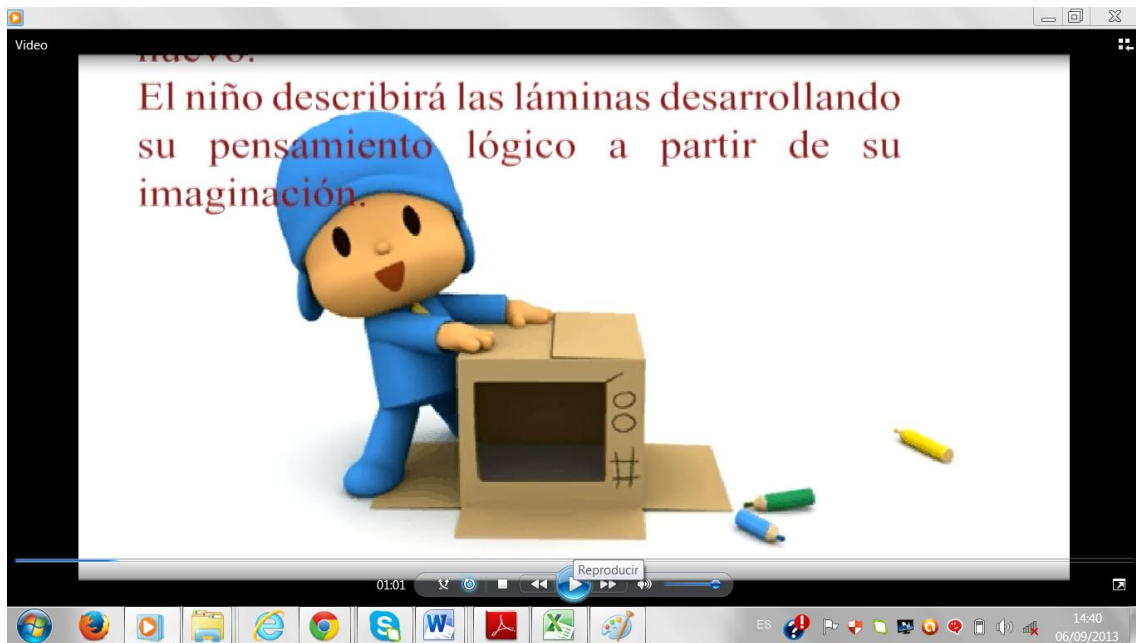 Video
nuevo.
El niño describirá las láminas desarrollando
su pensamiento lógico a partir de su
imaginación.
Reproducir
01:01
ES
14:40
06/09/2013